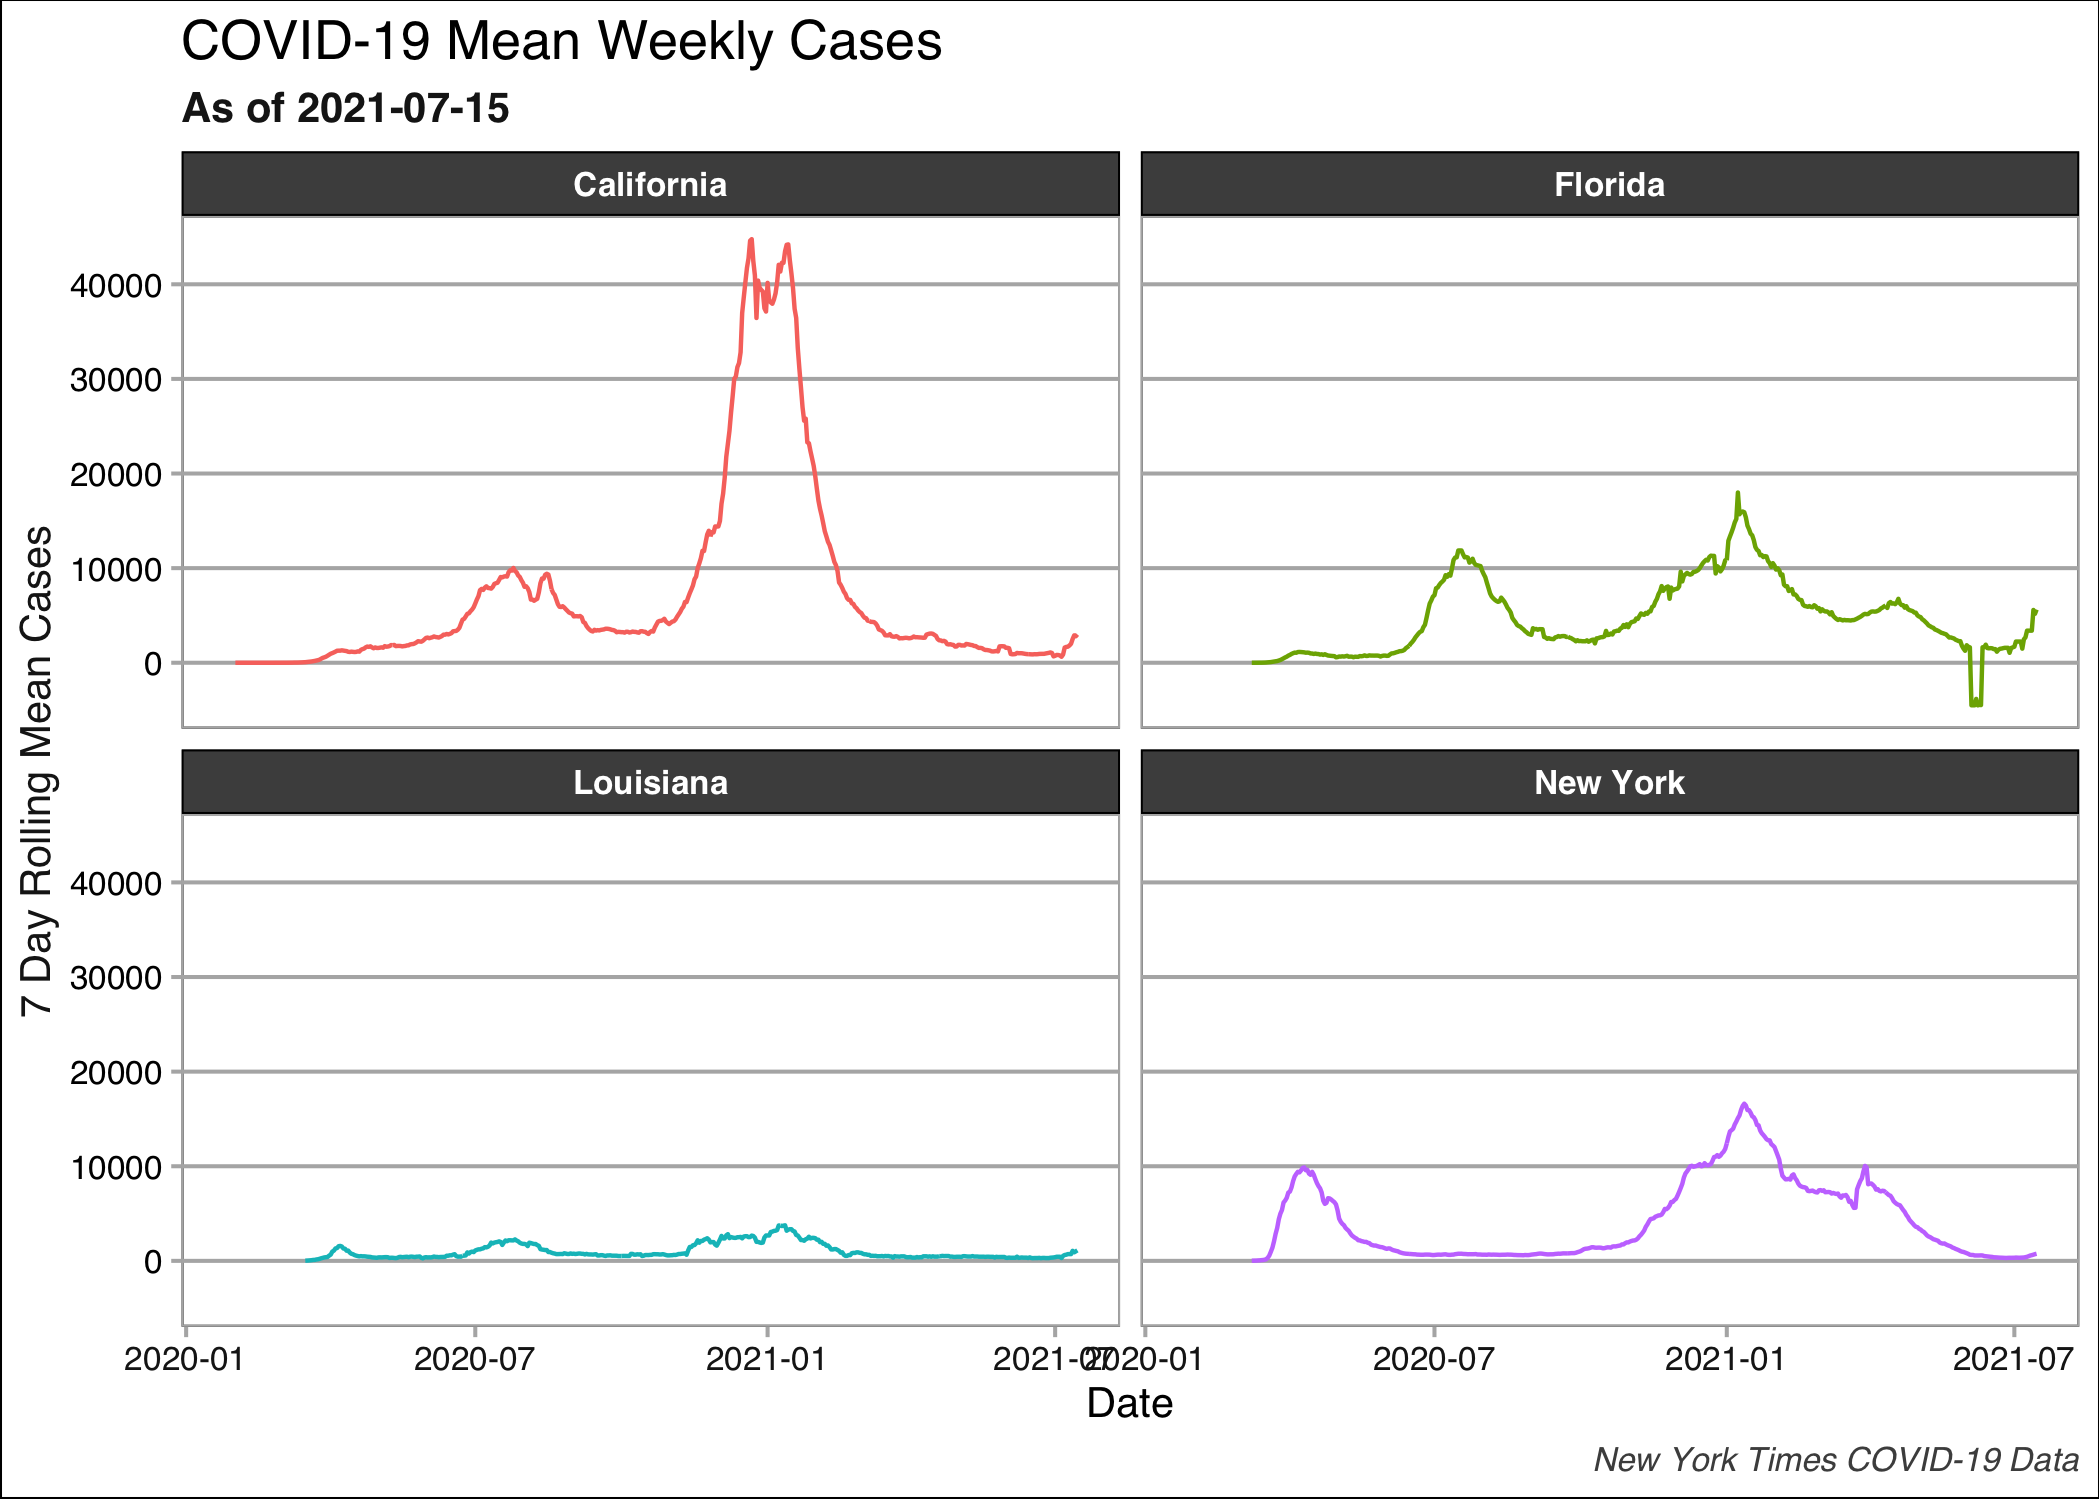 COVID-19 Mean Weekly Cases
As of 2021-07-15
California
Florida
7 Day Rolling Mean Cases
40000
30000
20000
10000
0
Louisiana
New York
40000
30000
20000
10000
0
2020-01 2020-07 2021-01 2021-07 2020-01 2020-07 2021-01 2021-07
Date
New York Times COVID-19 Data